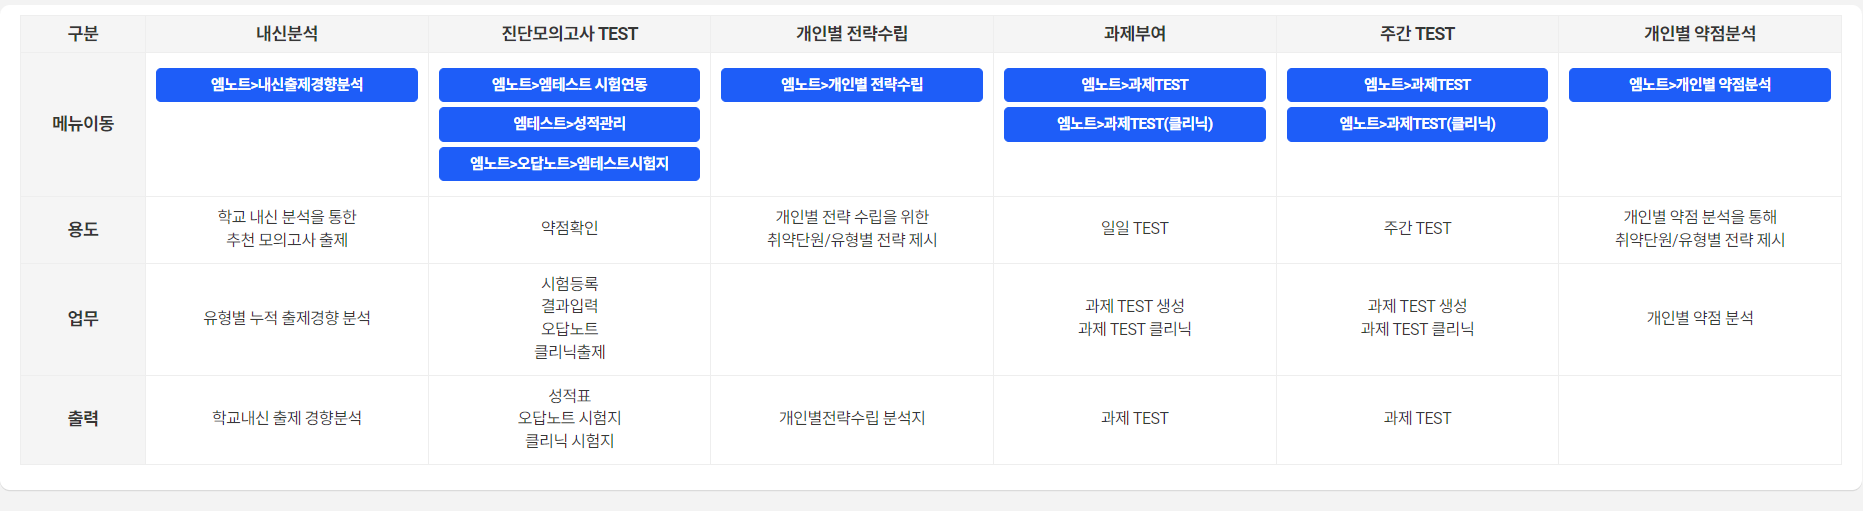 구분
내신분석
진단모의고사 TEST
개인별 전략수립
과제부여
주간 TEST
개인별 약점분석
메뉴이동
엠노트>내신출제경향분석
엠노트>엠테스트 시험연동
엠테스트>성적관리
엠노트>오답노트>엠테스트시험지
엠노트>개인별 전략수립
엠노트>과제TEST
엠노트>과제TEST(클리닉)
엠노트>과제TEST
엠노트>과제TEST(클리닉)
엠노트>개인별 약점분석
용도
학교 내신 분석을 통한
추천 모의고사 출제
약점확인
개인별 전략 수립을 위한
취약단원/유형별 전략 제시
일일 TEST
주간 TEST
개인별 약점 분석을 통해
취약단원/유형별 전략 제시
업무
유형별 누적 출제경향 분석
시험등록
결과입력
오답노트
클리닉출제
과제 TEST 생성
과제 TEST 클리닉
과제 TEST 생성
과제 TEST 클리닉
개인별 약점 분석
출력
학교내신 출제 경향분석
성적표
오답노트 시험지
클리닉 시험지
개인별전략수립 분석지
과제 TEST
과제 TEST